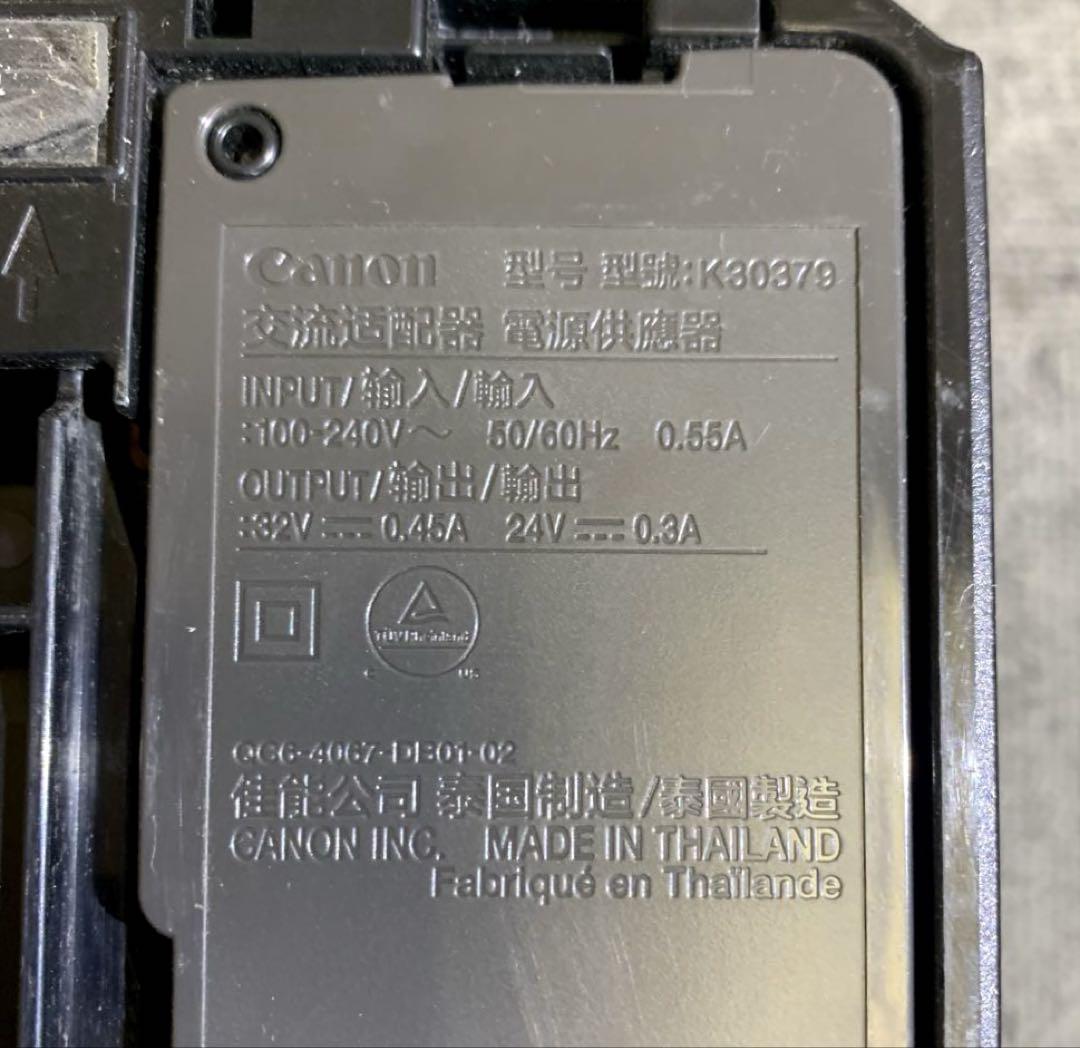 Canon 型号 型號:K30379
交流适配器 電源供應器
INPUT/输入/輸入
:100-240V～ 50/60Hz 0.55A
OUTPUT/输出/輸出
:32V⎓0.45A 24V⎓0.3A
TÜVRheinland
c US
QC6-4067-DB01-02
佳能公司 泰国制造/泰國製造
CANON INC. MADE IN THAILAND
Fabriqué en Thaïlande